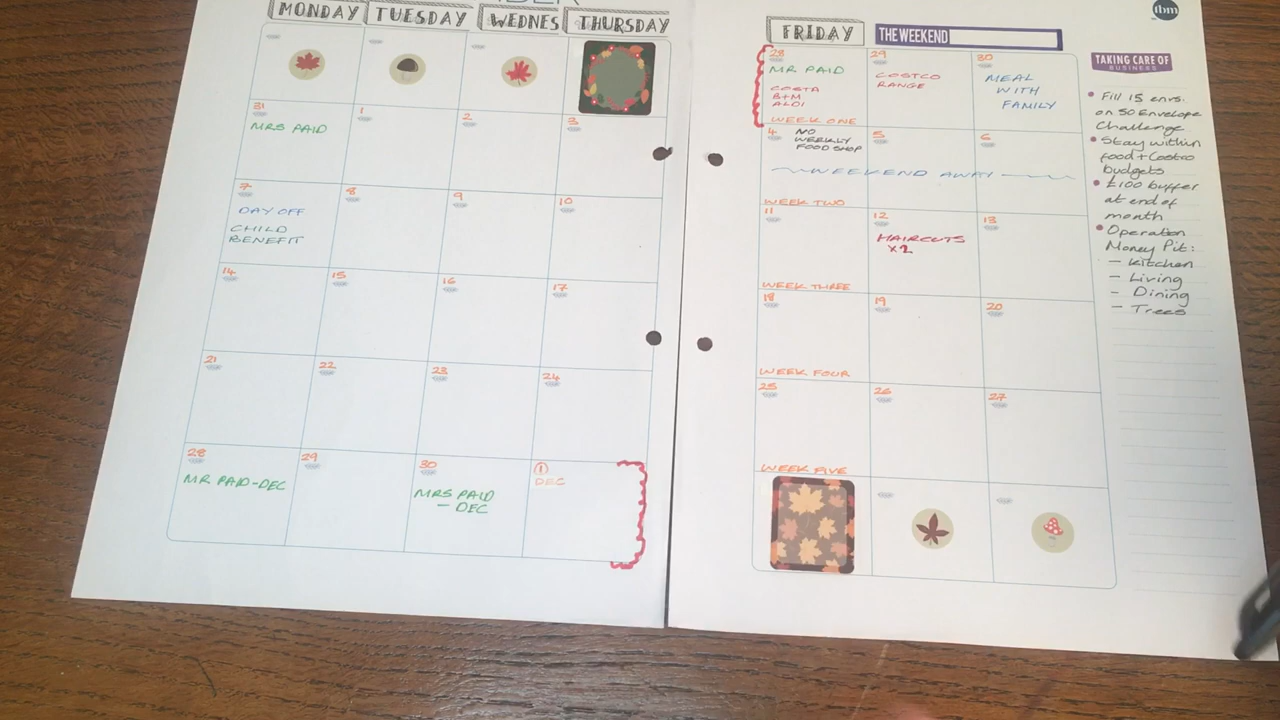 MONDAY TUESDAY WEDNES THURSDAY
FRIDAY THE WEEKEND
tbm
28 29 30
MR PAID
COSTA
B+M
ALDI
WEEK ONE
COSTCO
RANGE
MEAL
WITH
FAMILY
31 1 2 3
MRS PAID
4 5 6
NO
WEEKLY
FOOD SHOP
WEEKEND AWAY
WEEK TWO
7 8 9 10
DAY OFF
CHILD
BENEFIT
11 12 13
HAIRCUTS
X2
WEEK THREE
14 15 16 17
18 19 20
WEEK FOUR
21 22 23 24
25 26 27
WEEK FIVE
28 29 30 1
DEC
MR PAID-DEC
MRS PAID
- DEC
TAKING CARE OF
BUSINESS
Fill 15 envs.
on 50 Envelope
Challenge
Stay within
food + Costco
budgets
£100 buffer
at end of
month
Operation
Money Pit:
- Kitchen
- Living
- Dining
- Trees